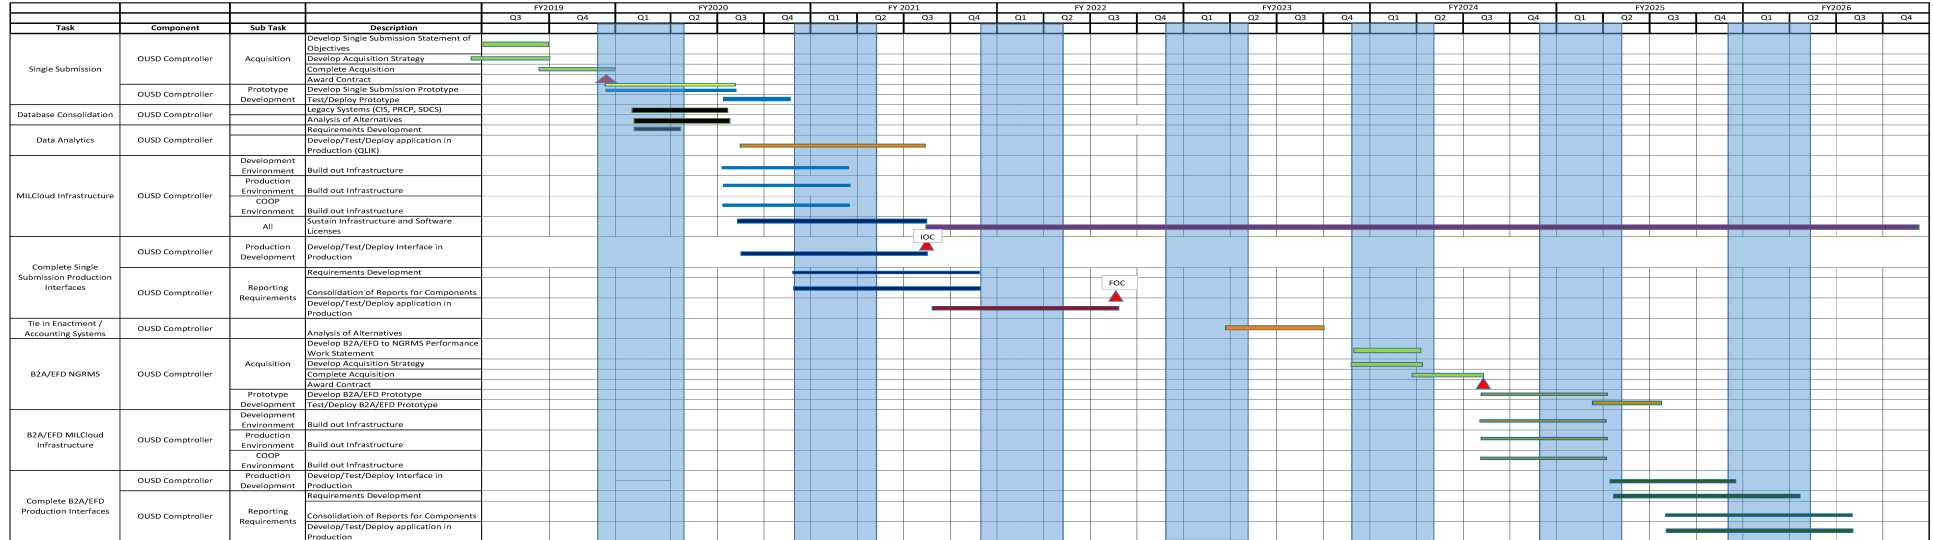 FY2019 FY2020 FY 2021 FY 2022 FY2023 FY2024 FY2025 FY2026
Q3 Q4 Q1 Q2 Q3 Q4 Q1 Q2 Q3 Q4 Q1 Q2 Q3 Q4 Q1 Q2 Q3 Q4 Q1 Q2 Q3 Q4 Q1 Q2 Q3 Q4 Q1 Q2 Q3 Q4
Task Component Sub Task Description
Single Submission
OUSD Comptroller
Acquisition
Develop Single Submission Statement of
Objectives
Develop Acquisition Strategy
Complete Acquisition
Award Contract
OUSD Comptroller
Prototype
Development
Develop Single Submission Prototype
Test/Deploy Prototype
Database Consolidation
OUSD Comptroller
Legacy Systems (CIS, PRCP, SDCS)
Analysis of Alternatives
Data Analytics
OUSD Comptroller
Requirements Development
Develop/Test/Deploy application in
Production (QLIK)
MILCloud Infrastructure
OUSD Comptroller
Development
Environment
Build out Infrastructure
Production
Environment
Build out Infrastructure
COOP
Environment
Build out Infrastructure
All
Sustain Infrastructure and Software
Licenses
Complete Single
Submission Production
Interfaces
OUSD Comptroller
Production
Development
Develop/Test/Deploy Interface in
Production
IOC
OUSD Comptroller
Reporting
Requirements
Requirements Development
Consolidation of Reports for Components
FOC
Develop/Test/Deploy application in
Production
Tie in Enactment /
Accounting Systems
OUSD Comptroller
Analysis of Alternatives
B2A/EFD NGRMS
OUSD Comptroller
Acquisition
Develop B2A/EFD to NGRMS Performance
Work Statement
Develop Acquisition Strategy
Complete Acquisition
Award Contract
Prototype
Development
Develop B2A/EFD Prototype
Test/Deploy B2A/EFD Prototype
B2A/EFD MILCloud
Infrastructure
OUSD Comptroller
Development
Environment
Build out Infrastructure
Production
Environment
Build out Infrastructure
COOP
Environment
Build out Infrastructure
Complete B2A/EFD
Production Interfaces
OUSD Comptroller
Production
Development
Develop/Test/Deploy Interface in
Production
OUSD Comptroller
Reporting
Requirements
Requirements Development
Consolidation of Reports for Components
Develop/Test/Deploy application in
Production